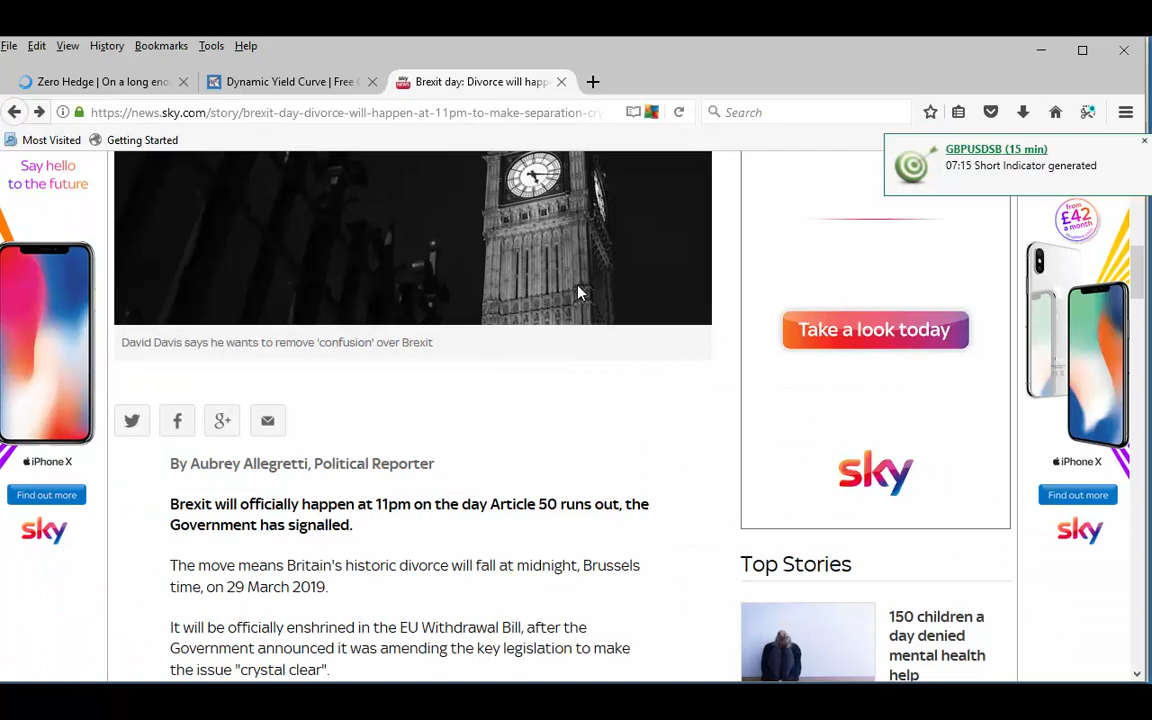 File Edit View History Bookmarks Tools Help
Zero Hedge | On a long eno
Dynamic Yield Curve | Free
Brexit day: Divorce will happ
https://news.sky.com/story/brexit-day-divorce-will-happen-at-11pm-to-make-separation-cry
Search
Most Visited
Getting Started
GBPUSDSB (15 min)
07:15 Short Indicator generated
Say hello
to the future
iPhone X
Find out more
sky
David Davis says he wants to remove 'confusion' over Brexit
By Aubrey Allegretti, Political Reporter
Brexit will officially happen at 11pm on the day Article 50 runs out, the
Government has signalled.
The move means Britain's historic divorce will fall at midnight, Brussels
time, on 29 March 2019.
It will be officially enshrined in the EU Withdrawal Bill, after the
Government announced it was amending the key legislation to make
the issue "crystal clear".
Take a look today
sky
Top Stories
150 children a
day denied
mental health
help
from
£42
a month
iPhone X
Find out more
sky